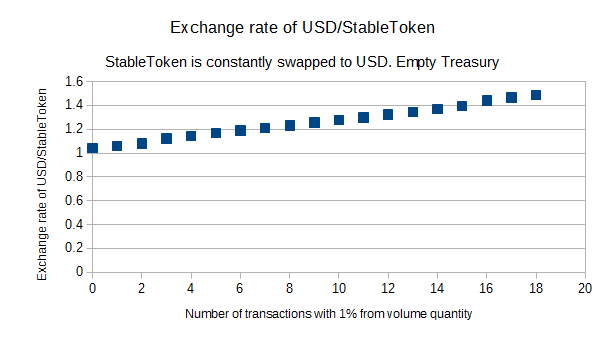 Exchange rate of USD/StableToken
StableToken is constantly swapped to USD. Empty Treasury
Exchange rate of USD/StableToken
1.6
1.4
1.2
1
0.8
0.6
0.4
0.2
0
0 2 4 6 8 10 12 14 16 18 20
Number of transactions with 1% from volume quantity